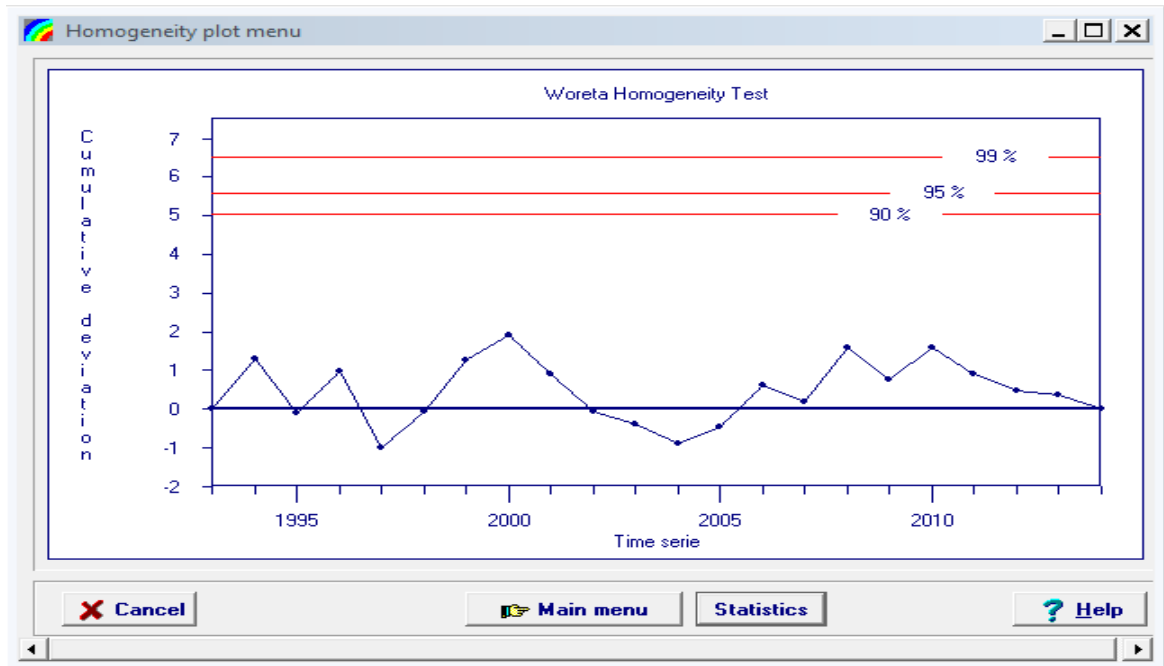 Homogeneity plot menu
Woreta Homogeneity Test
Cumulative deviation
7
6
5
4
3
2
1
0
-1
-2
99 %
95 %
90 %
1995
2000
2005
2010
Time serie
Cancel
Main menu
Statistics
Help